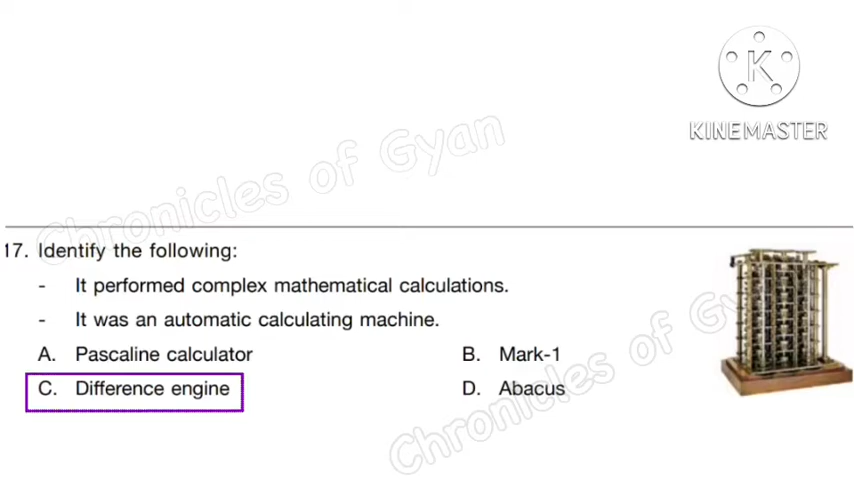 K
KINEMASTER
Chronicles of Gyan
17. Identify the following:
- It performed complex mathematical calculations.
- It was an automatic calculating machine.
A. Pascaline calculator B. Mark-1
C. Difference engine D. Abacus
Chronicles of Gy